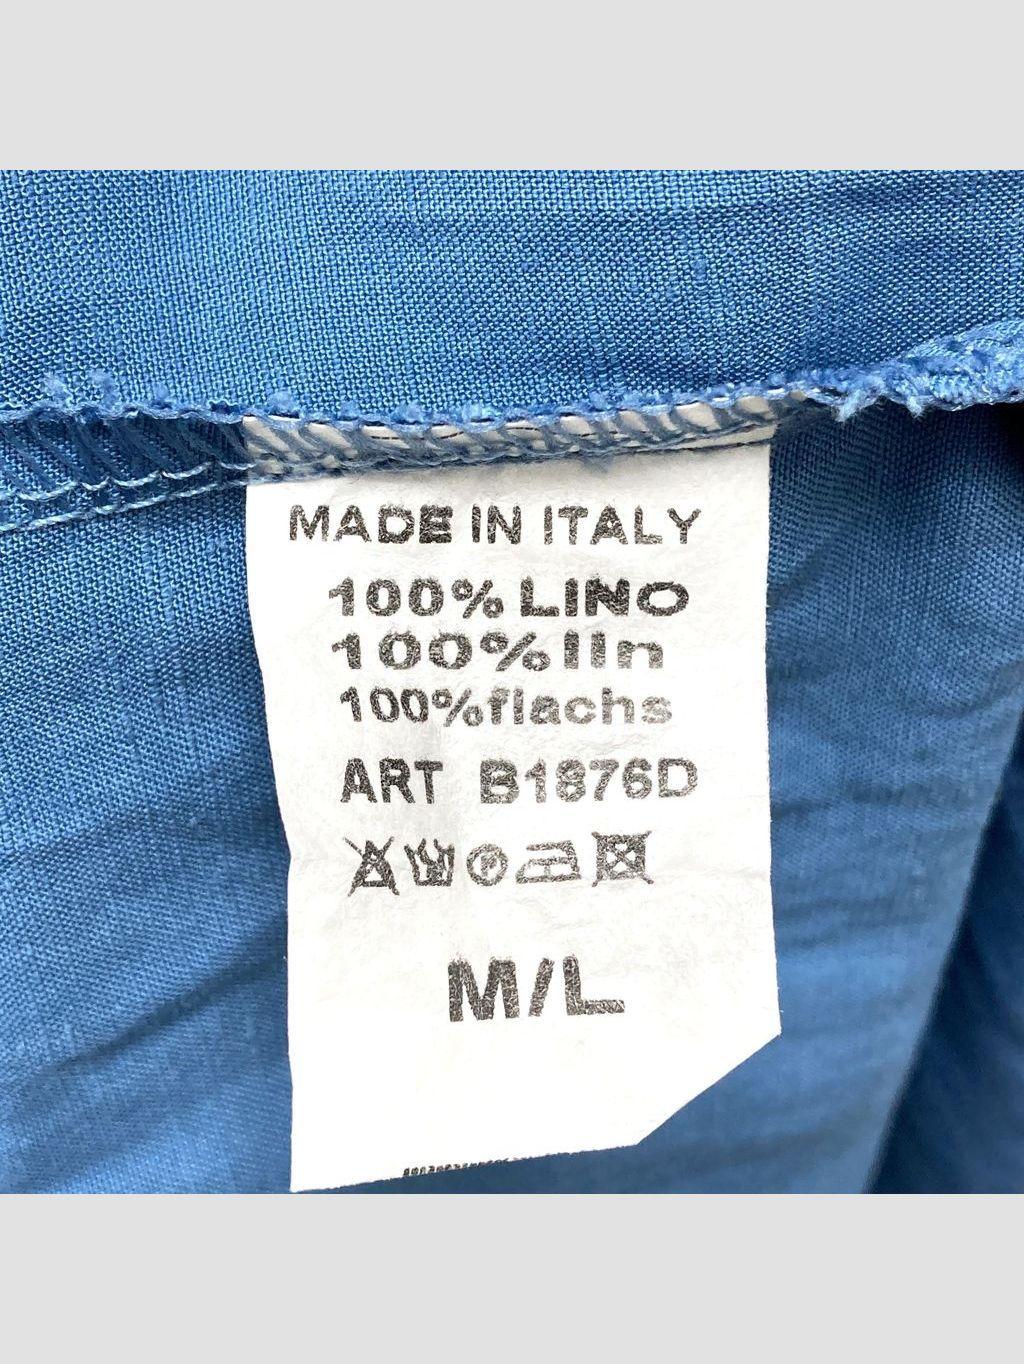 MADE IN ITALY
100% LINO
100% lin
100% flachs
ART B1876D
M/L